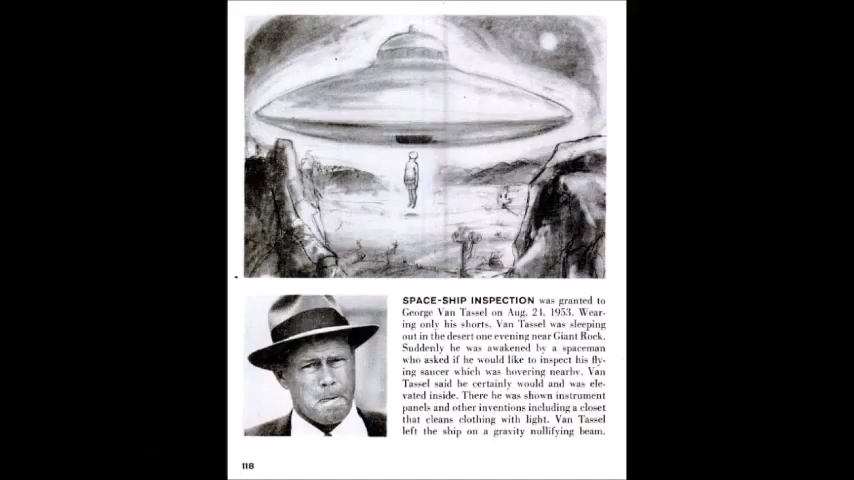 SPACE-SHIP INSPECTION was granted to
George Van Tassel on Aug. 24, 1953. Wear-
ing only his shorts, Van Tassel was sleeping
out in the desert one evening near Giant Rock.
Suddenly he was awakened by a spaceman
who asked if he would like to inspect his fly-
ing saucer which was hovering nearby. Van
Tassel said he certainly would and was ele-
vated inside. There he was shown instrument
panels and other inventions including a closet
that cleans clothing with light. Van Tassel
left the ship on a gravity nullifying beam.
118